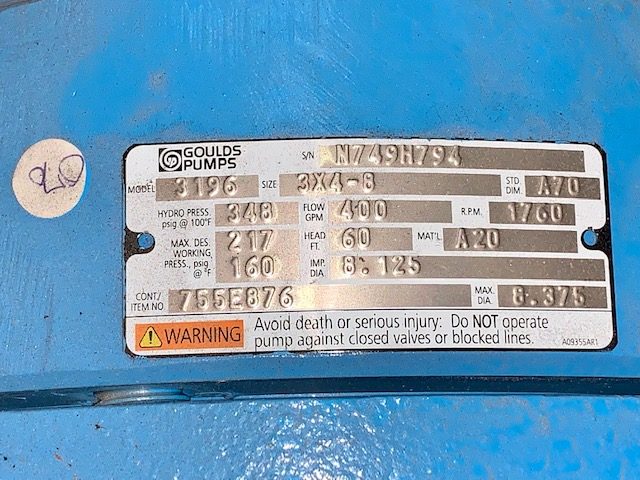 GOULDS PUMPS S/N N749H794
MODEL 3196 SIZE 3X4-8 STD. DIM. A70
HYDRO PRESS. psig @ 100°F 348 FLOW GPM 400 R.P.M. 1760
MAX. DES. WORKING PRESS., psig @ °F 217 160 HEAD FT. 60 MAT'L A20
IMP. DIA 8.125
CONT/ ITEM NO 755E876 MAX. DIA. 8.375
WARNING Avoid death or serious injury: Do NOT operate
pump against closed valves or blocked lines. A09355AR1